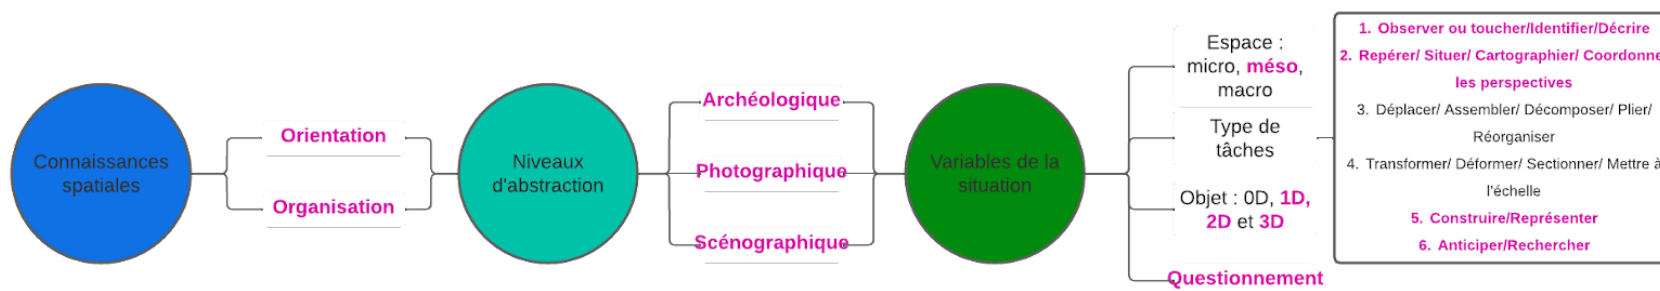 Connaissances
spatiales
Orientation
Organisation
Niveaux
d'abstraction
Archéologique
Photographique
Scénographique
Variables de la
situation
Espace :
micro, méso,
macro
Type de
tâches
Objet : 0D, 1D,
2D et 3D
Questionnement
1. Observer ou toucher/Identifier/Décrire
2. Repérer/ Situer/ Cartographier/ Coordonne
les perspectives
3. Déplacer/ Assembler/ Décomposer/ Plier/
Réorganiser
4. Transformer/ Déformer/ Sectionner/ Mettre à
l'échelle
5. Construire/Représenter
6. Anticiper/Rechercher